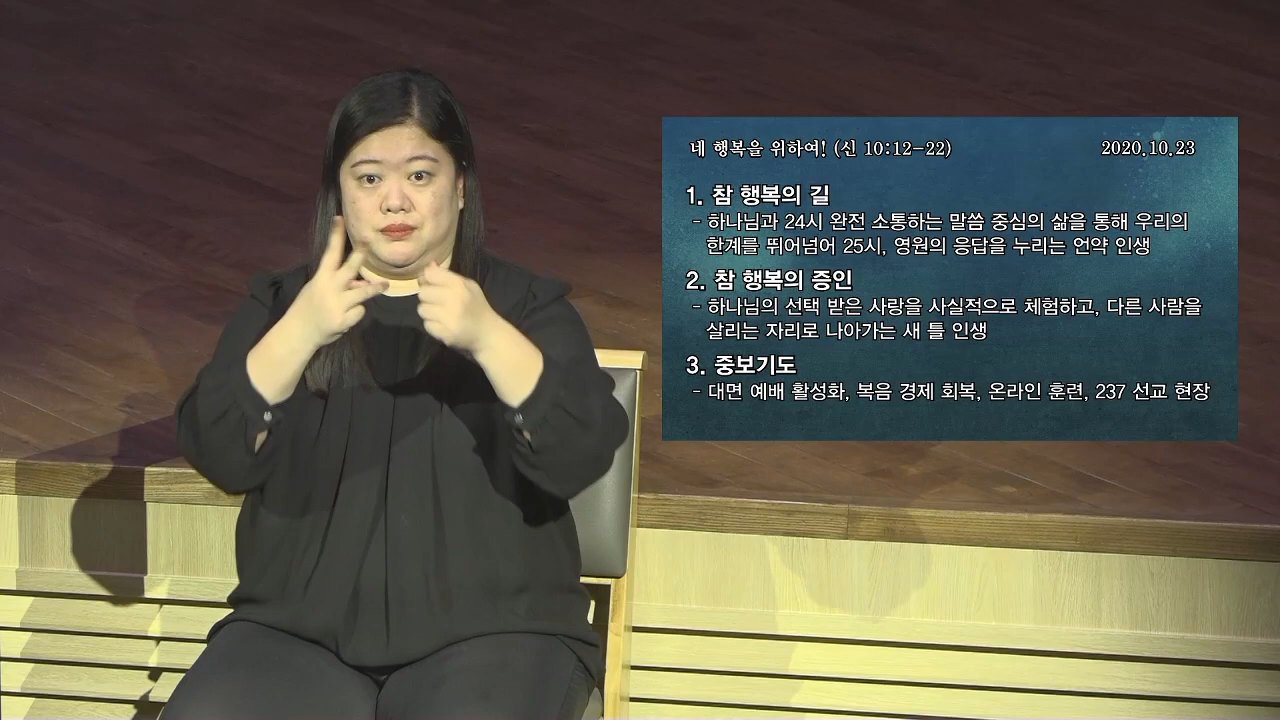 네 행복을 위하여! (신 10:12-22) 2020.10.23
1. 참 행복의 길
- 하나님과 24시 완전 소통하는 말씀 중심의 삶을 통해 우리의
한계를 뛰어넘어 25시, 영원의 응답을 누리는 언약 인생
2. 참 행복의 증인
- 하나님의 선택 받은 사랑을 사실적으로 체험하고, 다른 사람을
살리는 자리로 나아가는 새 틀 인생
3. 중보기도
- 대면 예배 활성화, 복음 경제 회복, 온라인 훈련, 237 선교 현장